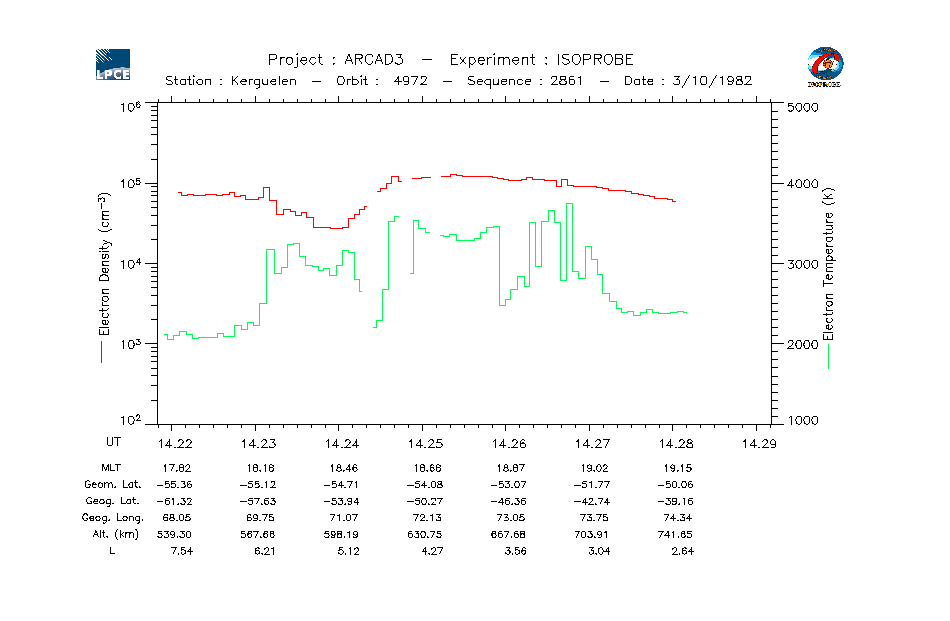 LPCE
Project : ARCAD3 – Experiment : ISOPROBE
Station : Kerguelen – Orbit : 4972 – Sequence : 2861 – Date : 3/10/1982
ISOPROBE
10⁶ 5000
10⁵ 4000
10⁴ 3000
10³ 2000
10² 1000
Electron Density (cm⁻³)
Electron Temperature (K)
UT 14.22 14.23 14.24 14.25 14.26 14.27 14.28 14.29
MLT 17.82 18.16 18.46 18.66 18.87 19.02 19.15
Geom. Lat. −55.36 −55.12 −54.71 −54.08 −53.07 −51.77 −50.06
Geog. Lat. −61.32 −57.63 −53.94 −50.27 −46.36 −42.74 −39.16
Geog. Long. 68.05 69.75 71.07 72.13 73.05 73.75 74.34
Alt. (km) 539.30 567.66 598.19 630.75 667.68 703.91 741.65
L 7.54 6.21 5.12 4.27 3.56 3.04 2.64